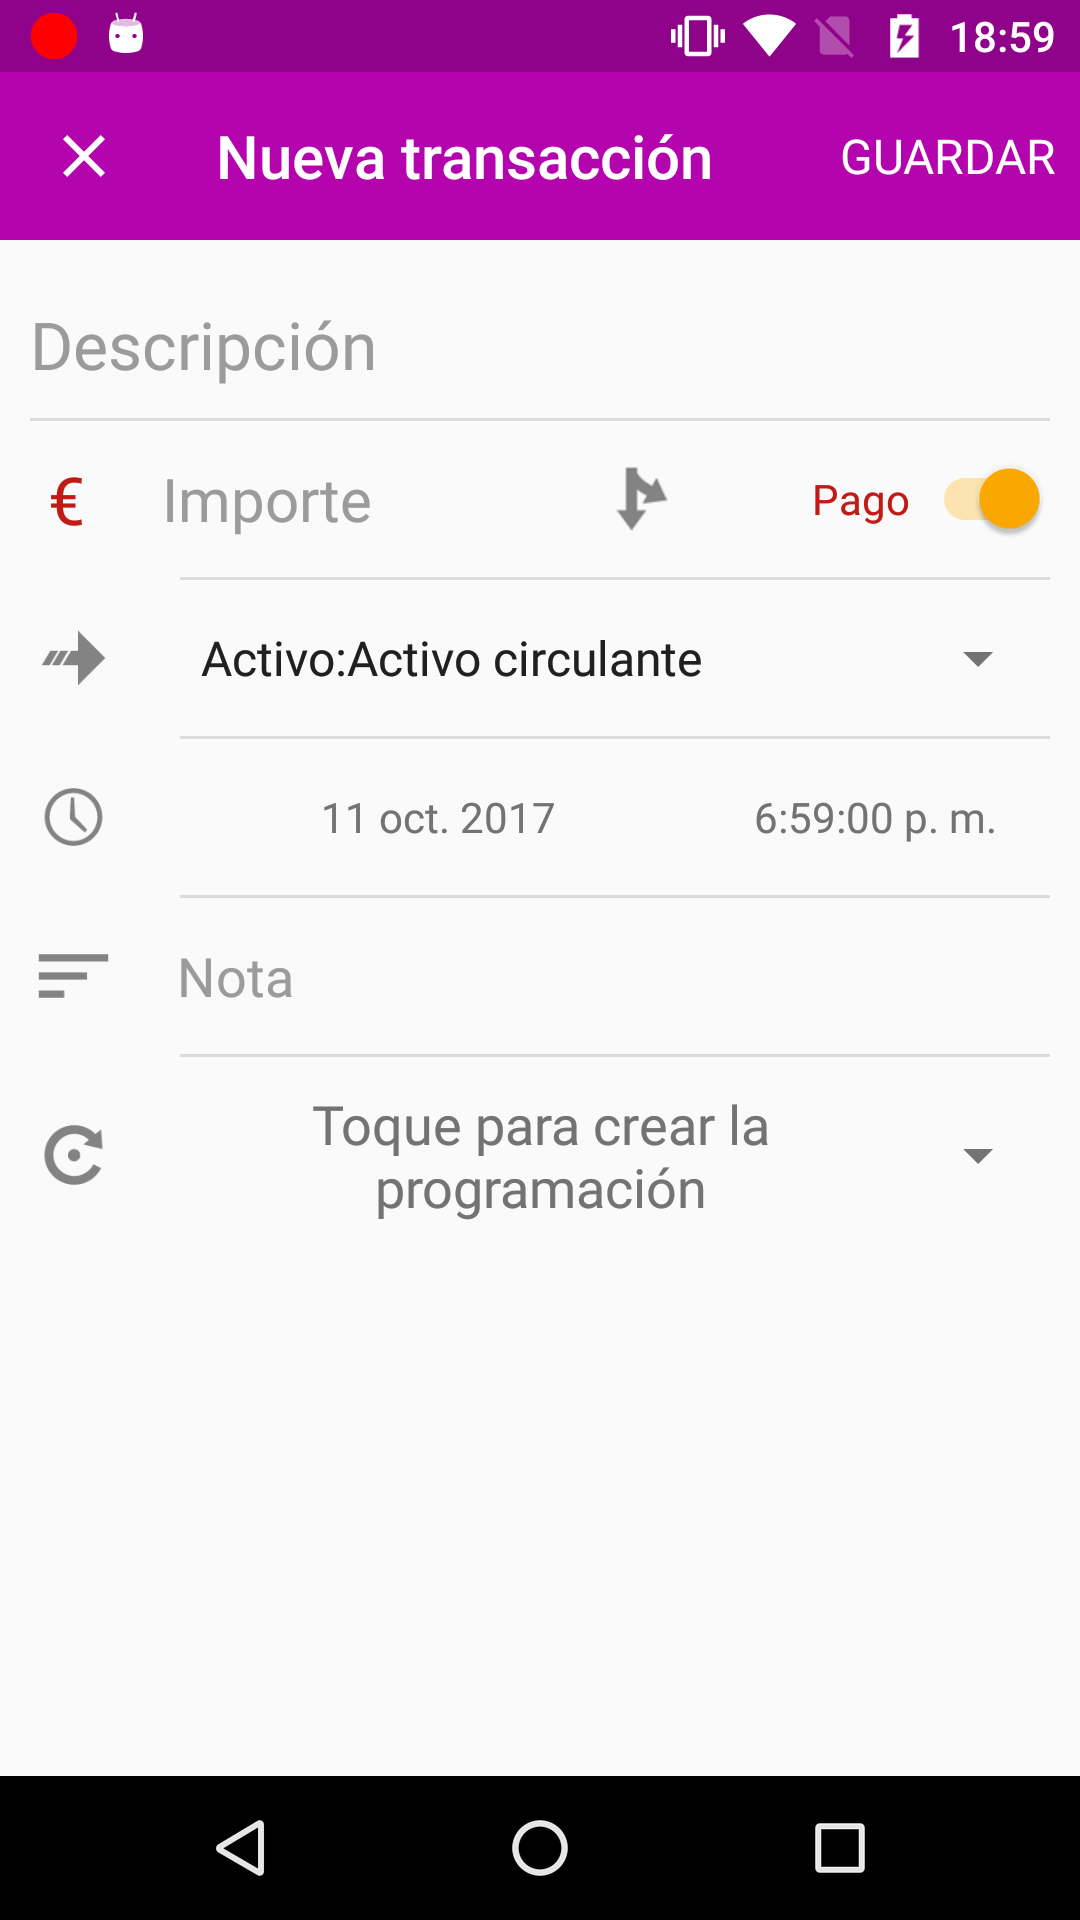 18:59
Nueva transacción GUARDAR
Descripción
€ Importe Pago
Activo:Activo circulante
11 oct. 2017 6:59:00 p. m.
Nota
Toque para crear la
programación